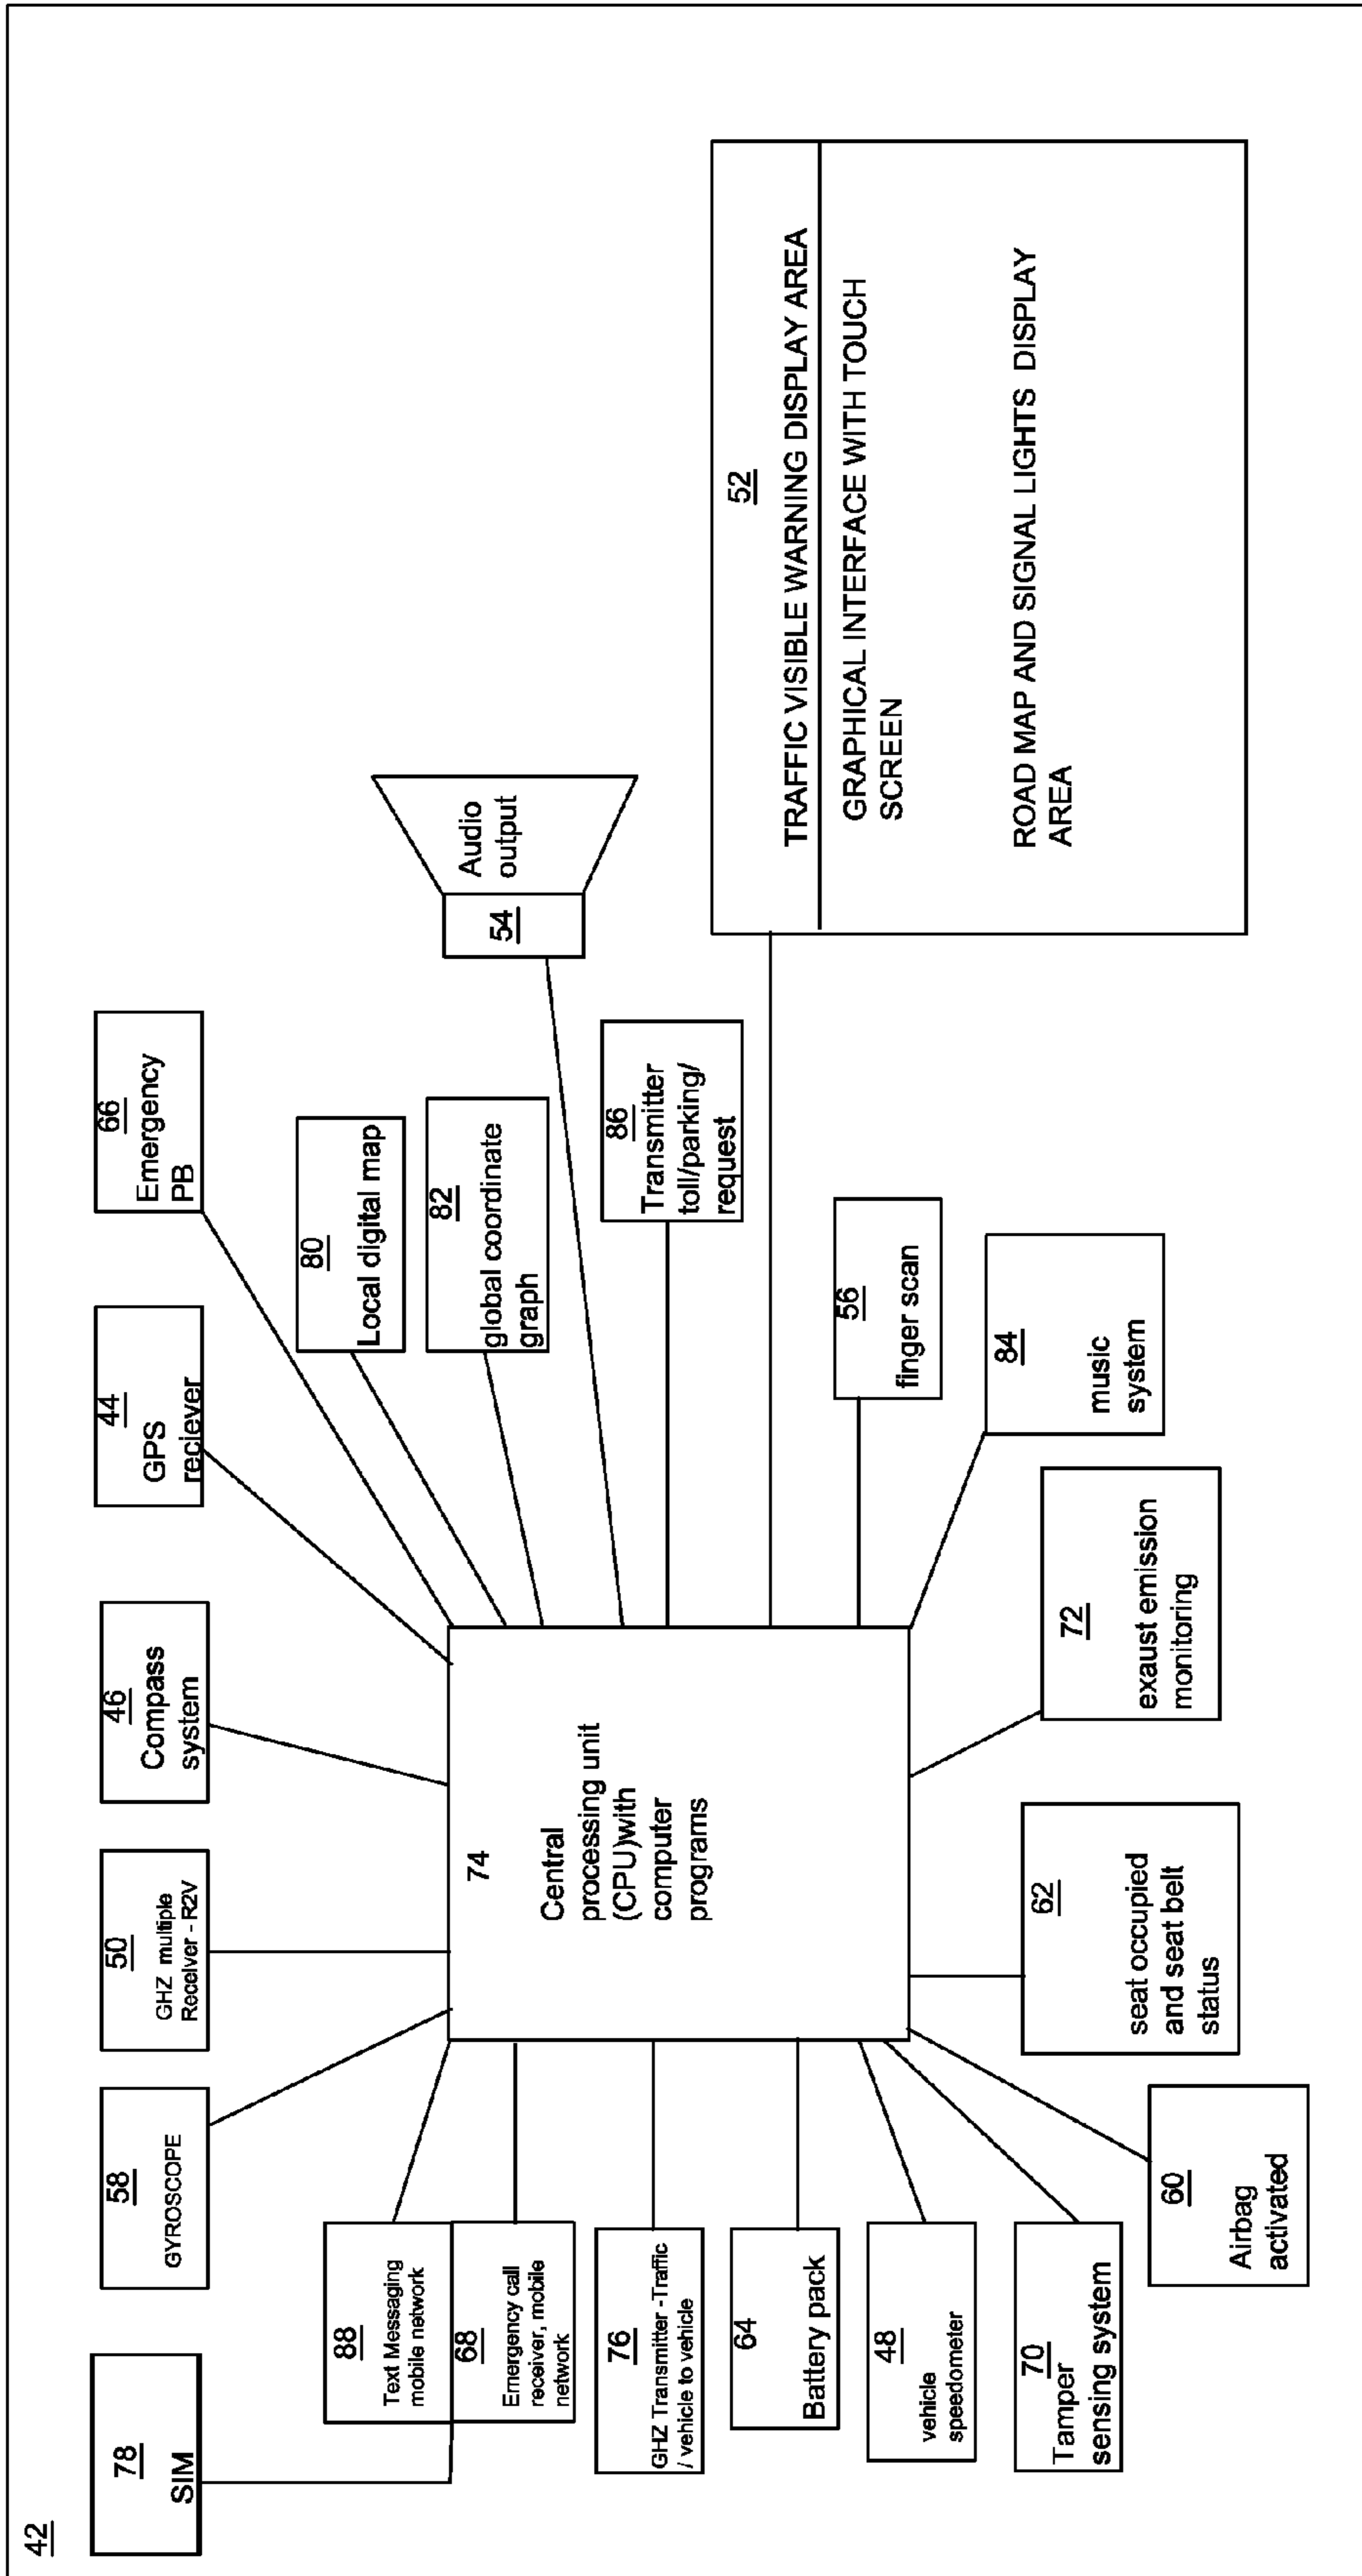 42
78
SIM
58
GYROSCOPE
50
GHZ multiple
Receiver - R2V
46
Compass
system
44
GPS
reciever
66
Emergency
PB
88
Text Messaging
mobile network
68
Emergency call
receiver, mobile
network
76
GHZ Transmitter -Traffic
/ vehicle to vehicle
64
Battery pack
48
vehicle
speedometer
70
Tamper
sensing system
60
Airbag
activated
62
seat occupied
and seat belt
status
72
exaust emission
monitoring
84
music
system
56
finger scan
74
Central
processing unit
(CPU)with
computer
programs
80
Local digital map
82
global coordinate
graph
54
Audio
output
86
Transmitter
toll/parking/
request
52
TRAFFIC VISIBLE WARNING DISPLAY AREA
GRAPHICAL INTERFACE WITH TOUCH
SCREEN
ROAD MAP AND SIGNAL LIGHTS DISPLAY
AREA